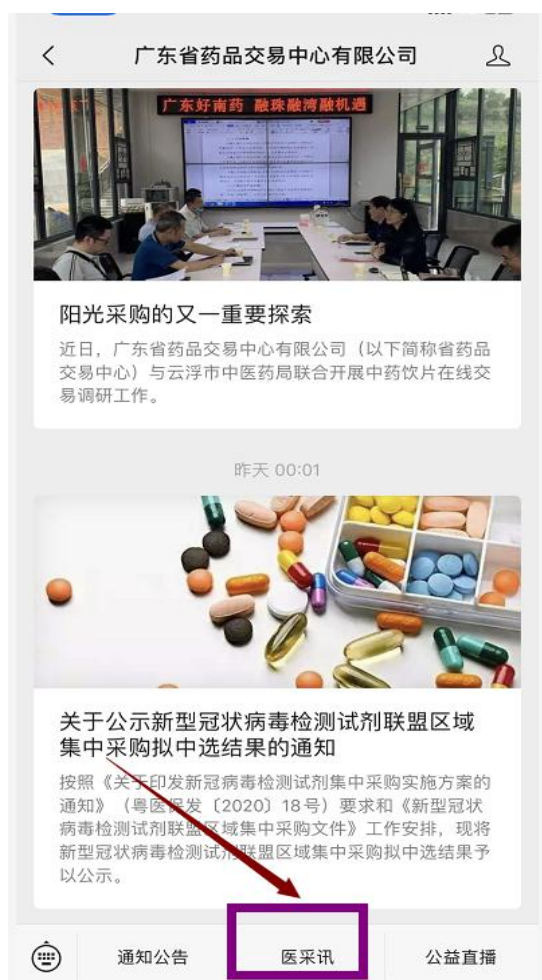 广东省药品交易中心有限公司
广东好南药 融珠融湾融机遇
阳光采购的又一重要探索
近日，广东省药品交易中心有限公司（以下简称省药品
交易中心）与云浮市中医药局联合开展中药饮片在线交
易调研工作。
昨天 00:01
关于公示新型冠状病毒检测试剂联盟区域
集中采购拟中选结果的通知
按照《关于印发新冠病毒检测试剂集中采购实施方案的
通知》（粤医保发〔2020〕18号）要求和《新型冠状
病毒检测试剂联盟区域集中采购文件》工作安排，现将
新型冠状病毒检测试剂联盟区域集中采购拟中选结果予
以公示。
通知公告
医采讯
公益直播